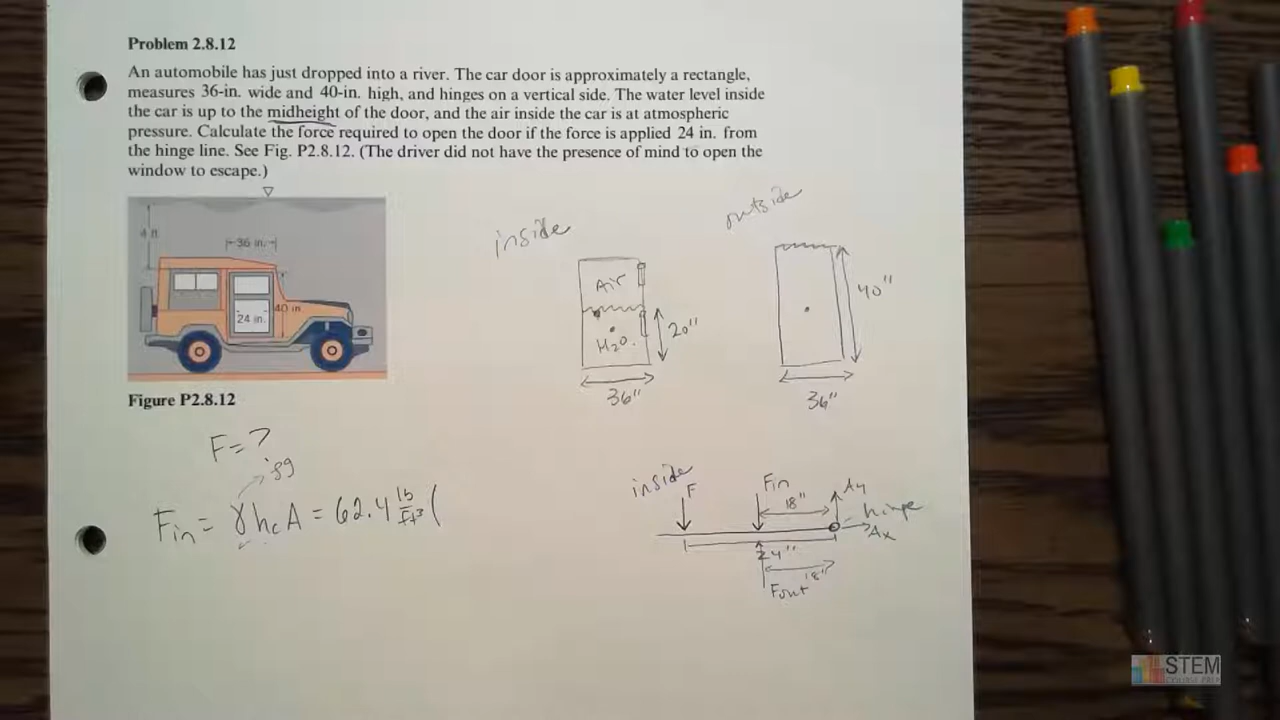 Problem 2.8.12
An automobile has just dropped into a river. The car door is approximately a rectangle,
measures 36-in. wide and 40-in. high, and hinges on a vertical side. The water level inside
the car is up to the midheight of the door, and the air inside the car is at atmospheric
pressure. Calculate the force required to open the door if the force is applied 24 in. from
the hinge line. See Fig. P2.8.12. (The driver did not have the presence of mind to open the
window to escape.)
4 ft
36 in.
40 in
24 in.
Figure P2.8.12
inside
Air
H₂O
20"
36"
outside
40"
36"
F = ?
ρg
Fin = γhcA = 62.4 lb/ft³ (
inside
F
Fin
18"
Ay
hinge
Ax
24"
18"
Fout
STEM
COLLEGE PREP